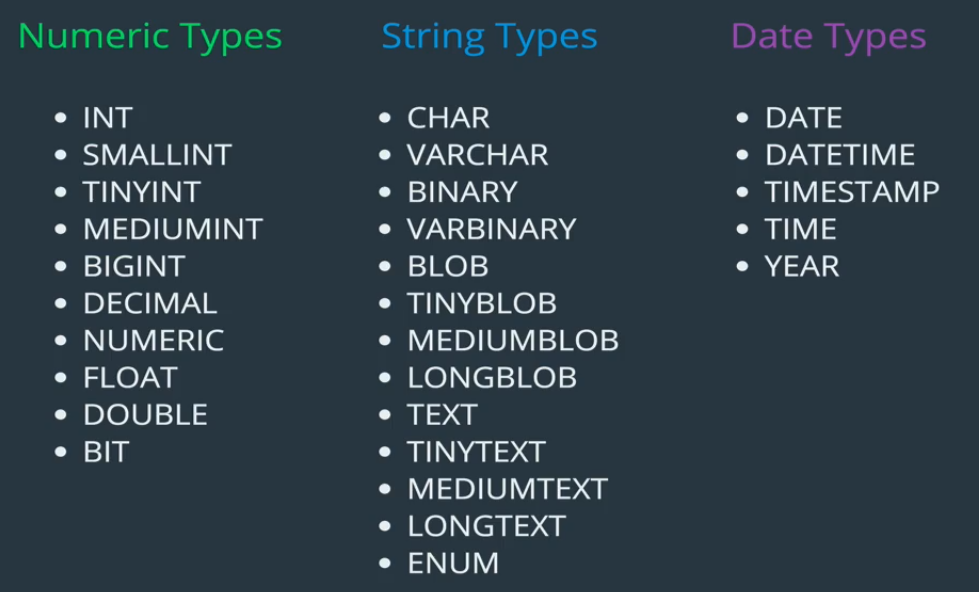 Numeric Types
• INT
• SMALLINT
• TINYINT
• MEDIUMINT
• BIGINT
• DECIMAL
• NUMERIC
• FLOAT
• DOUBLE
• BIT
String Types
• CHAR
• VARCHAR
• BINARY
• VARBINARY
• BLOB
• TINYBLOB
• MEDIUMBLOB
• LONGBLOB
• TEXT
• TINYTEXT
• MEDIUMTEXT
• LONGTEXT
• ENUM
Date Types
• DATE
• DATETIME
• TIMESTAMP
• TIME
• YEAR